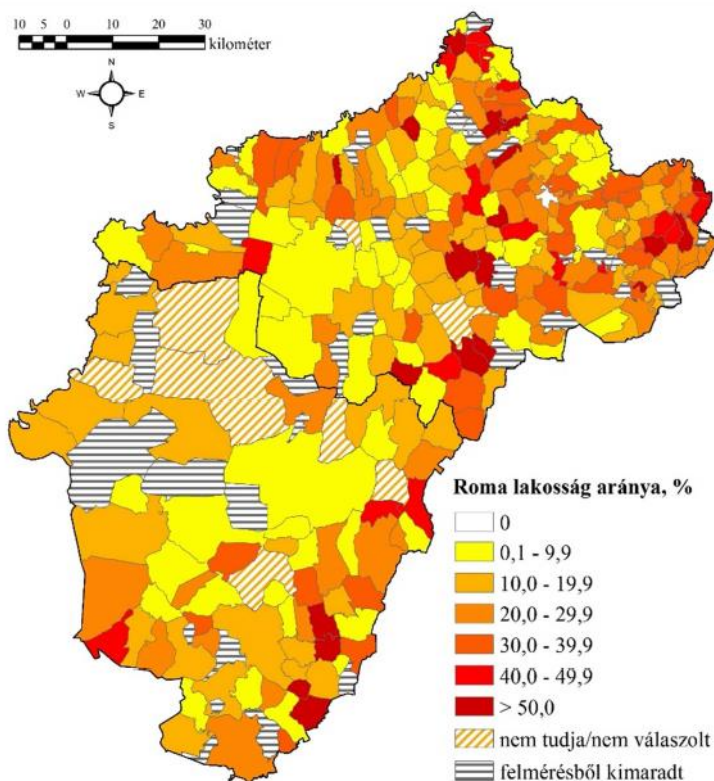 10 5 0 10 20 30
kilométer
N
W E
S
Roma lakosság aránya, %
0
0,1 - 9,9
10,0 - 19,9
20,0 - 29,9
30,0 - 39,9
40,0 - 49,9
> 50,0
nem tudja/nem válaszolt
felmérésből kimaradt